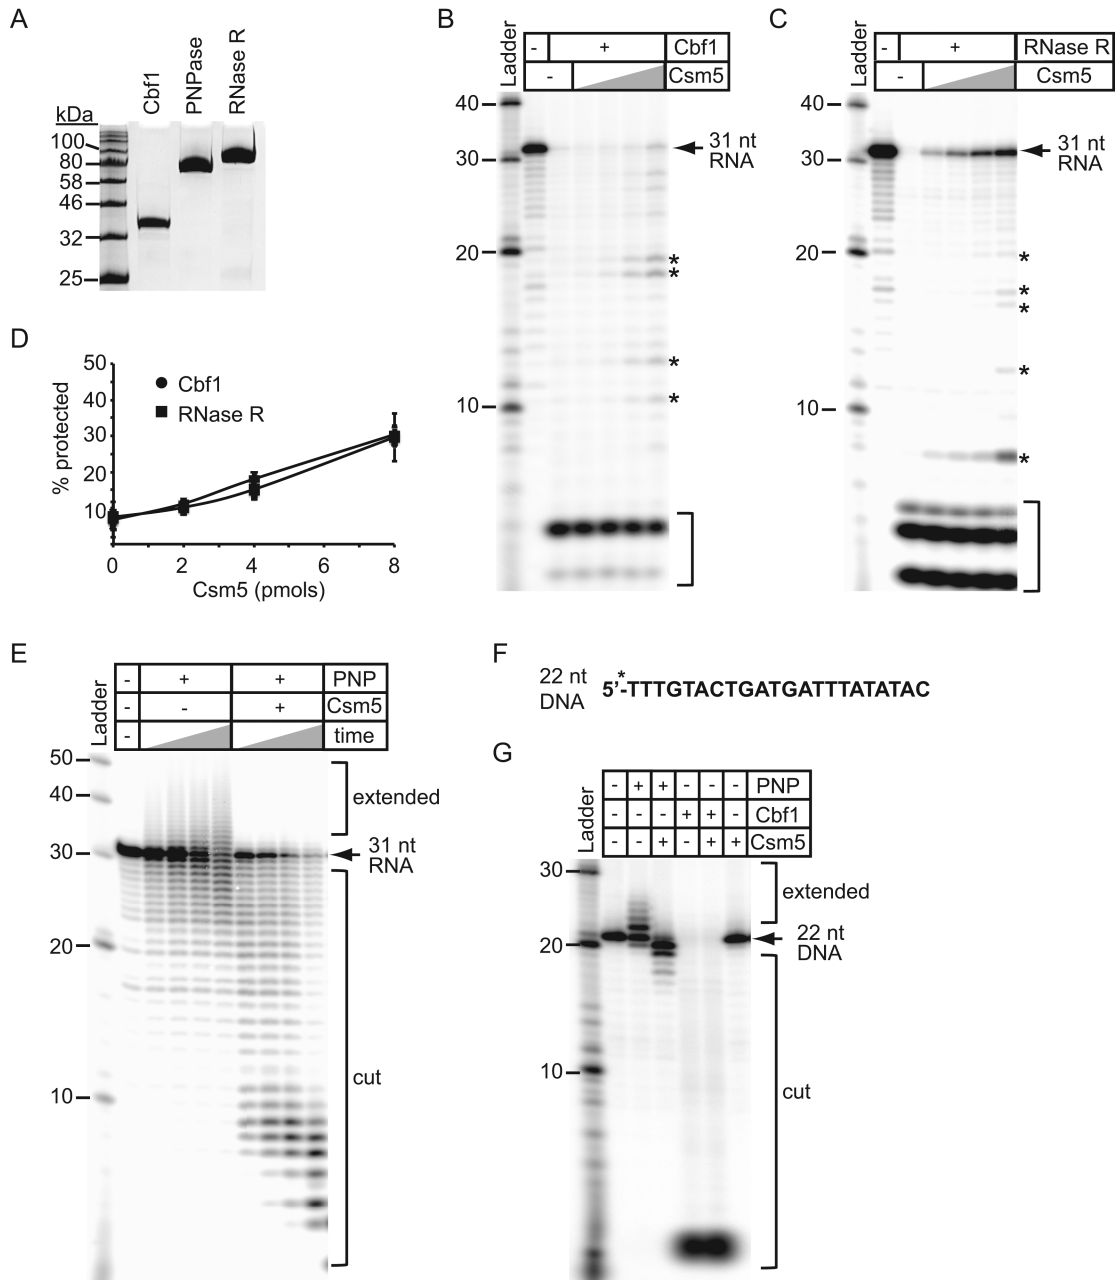 A
Cbf1
PNPase
RNase R
kDa
100
80
58
46
32
25
B
Ladder
- + Cbf1
- Csm5
40
30
20
10
31 nt
RNA
*
*
*
*
C
Ladder
- + RNase R
- Csm5
40
30
20
10
31 nt
RNA
*
*
*
*
*
D
% protected
50
40
30
20
10
Cbf1
RNase R
0 2 4 6 8
Csm5 (pmols)
E
Ladder
- + + PNP
- - + Csm5
- time
50
40
30
20
10
extended
31 nt
RNA
cut
F
22 nt
DNA
*
5’-TTTGTACTGATGATTTATATAC
G
Ladder
- + + - - - PNP
- - - + + - Cbf1
- - + - + + Csm5
30
20
10
extended
22 nt
DNA
cut